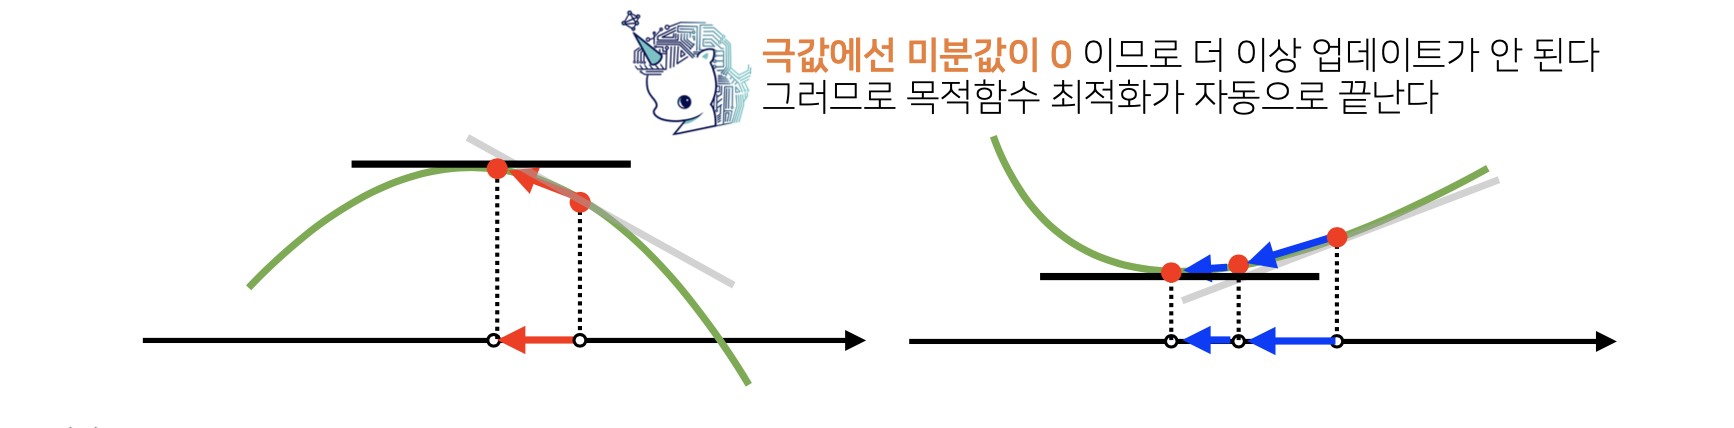 극값에선 미분값이 0 이므로 더 이상 업데이트가 안 된다
그러므로 목적함수 최적화가 자동으로 끝난다